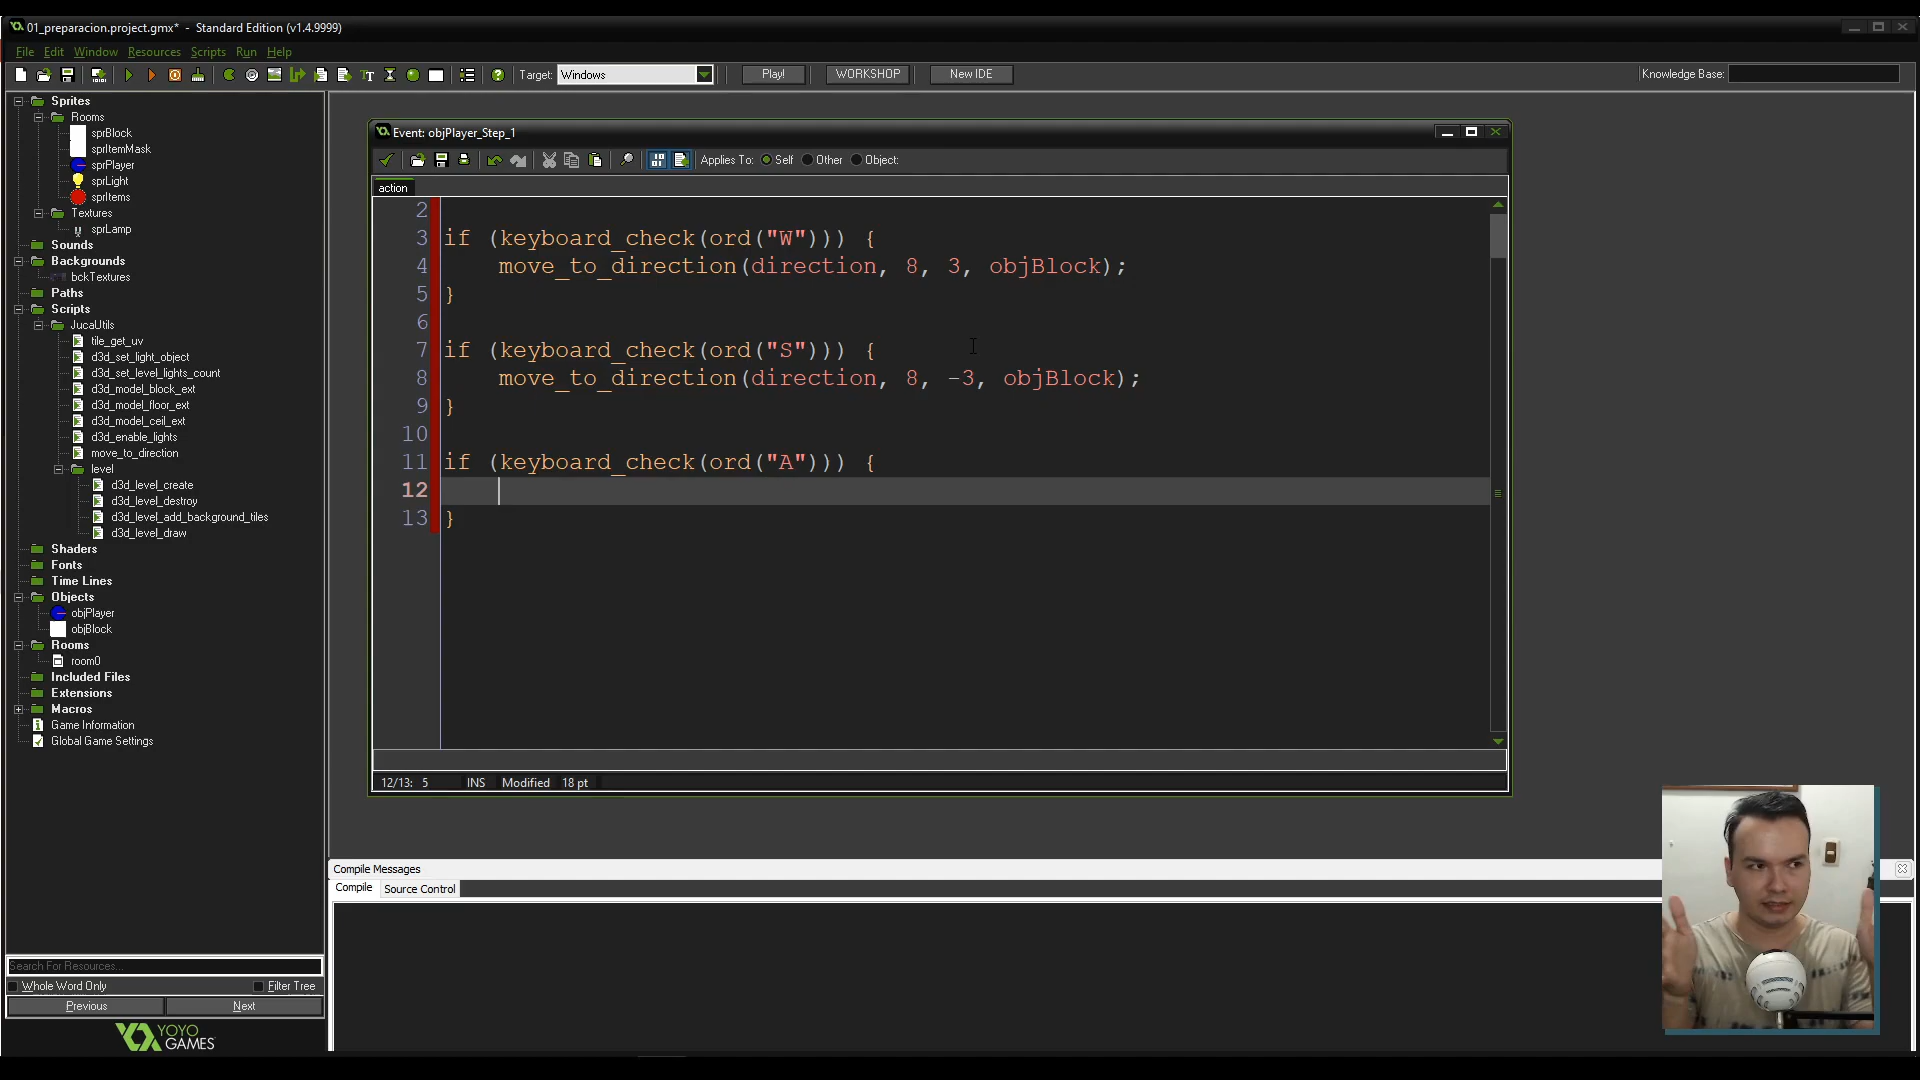 01_preparacion.project.gmx* - Standard Edition (v1.4.9999)
File Edit Window Resources Scripts Run Help
Target: Windows Play! WORKSHOP New IDE Knowledge Base:
Sprites
Rooms
sprBlock
sprItemMask
sprPlayer
sprLight
sprItems
Textures
sprLamp
Sounds
Backgrounds
bckTextures
Paths
Scripts
JucaUtils
tile_get_uv
d3d_set_light_object
d3d_set_level_lights_count
d3d_model_block_ext
d3d_model_floor_ext
d3d_model_ceil_ext
d3d_enable_lights
move_to_direction
level
d3d_level_create
d3d_level_destroy
d3d_level_add_background_tiles
d3d_level_draw
Shaders
Fonts
Time Lines
Objects
objPlayer
objBlock
Rooms
room0
Included Files
Extensions
Macros
Game Information
Global Game Settings
Search For Resources...
Whole Word Only Filter Tree
Previous Next
YOYO
GAMES
Event: objPlayer_Step_1
Applies To: Self Other Object:
action
2
3 if (keyboard_check(ord("W"))) {
4 move_to_direction(direction, 8, 3, objBlock);
5 }
6
7 if (keyboard_check(ord("S"))) {
8 move_to_direction(direction, 8, -3, objBlock);
9 }
10
11 if (keyboard_check(ord("A"))) {
12
13 }
12/13: 5 INS Modified 18 pt
Compile Messages
Compile Source Control